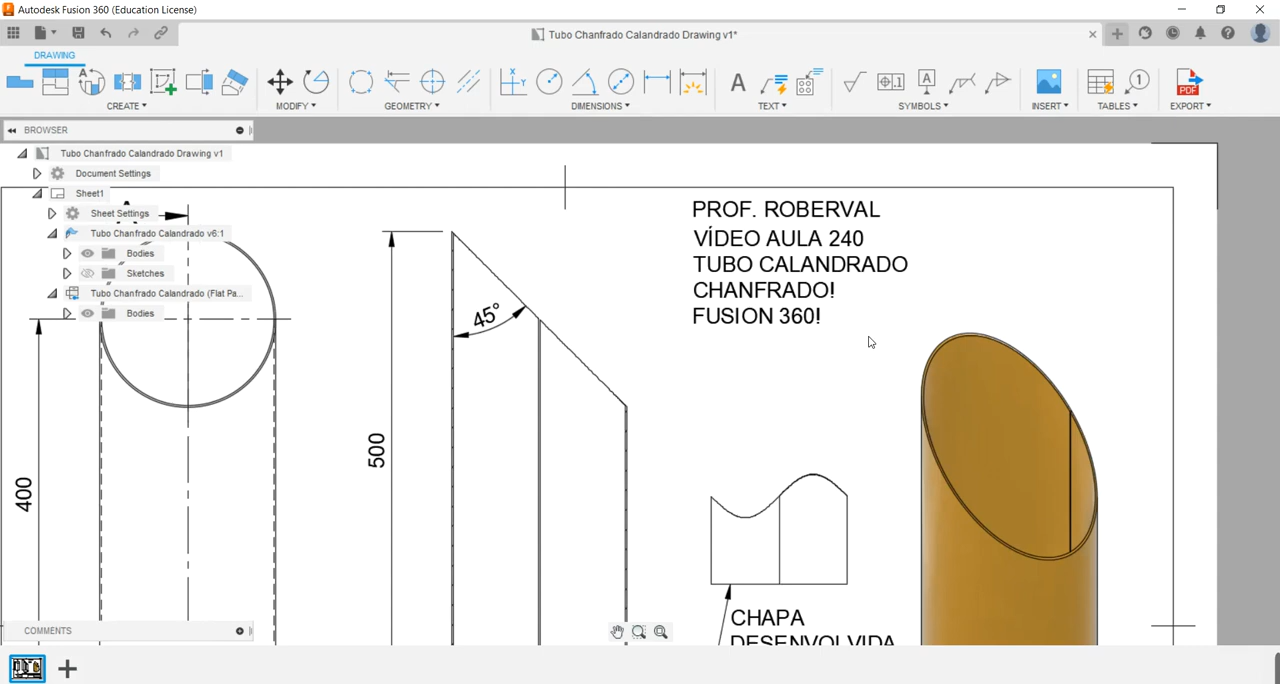 Autodesk Fusion 360 (Education License)
Tubo Chanfrado Calandrado Drawing v1*
DRAWING
CREATE
MODIFY
GEOMETRY
DIMENSIONS
TEXT
SYMBOLS
INSERT
TABLES
EXPORT
BROWSER
Tubo Chanfrado Calandrado Drawing v1
Document Settings
Sheet1
Sheet Settings
A
Tubo Chanfrado Calandrado v6:1
Bodies
Sketches
Tubo Chanfrado Calandrado (Flat Pa...
Bodies
400
500
45°
PROF. ROBERVAL
VÍDEO AULA 240
TUBO CALANDRADO
CHANFRADO!
FUSION 360!
CHAPA
DESENVOLVIDA
COMMENTS